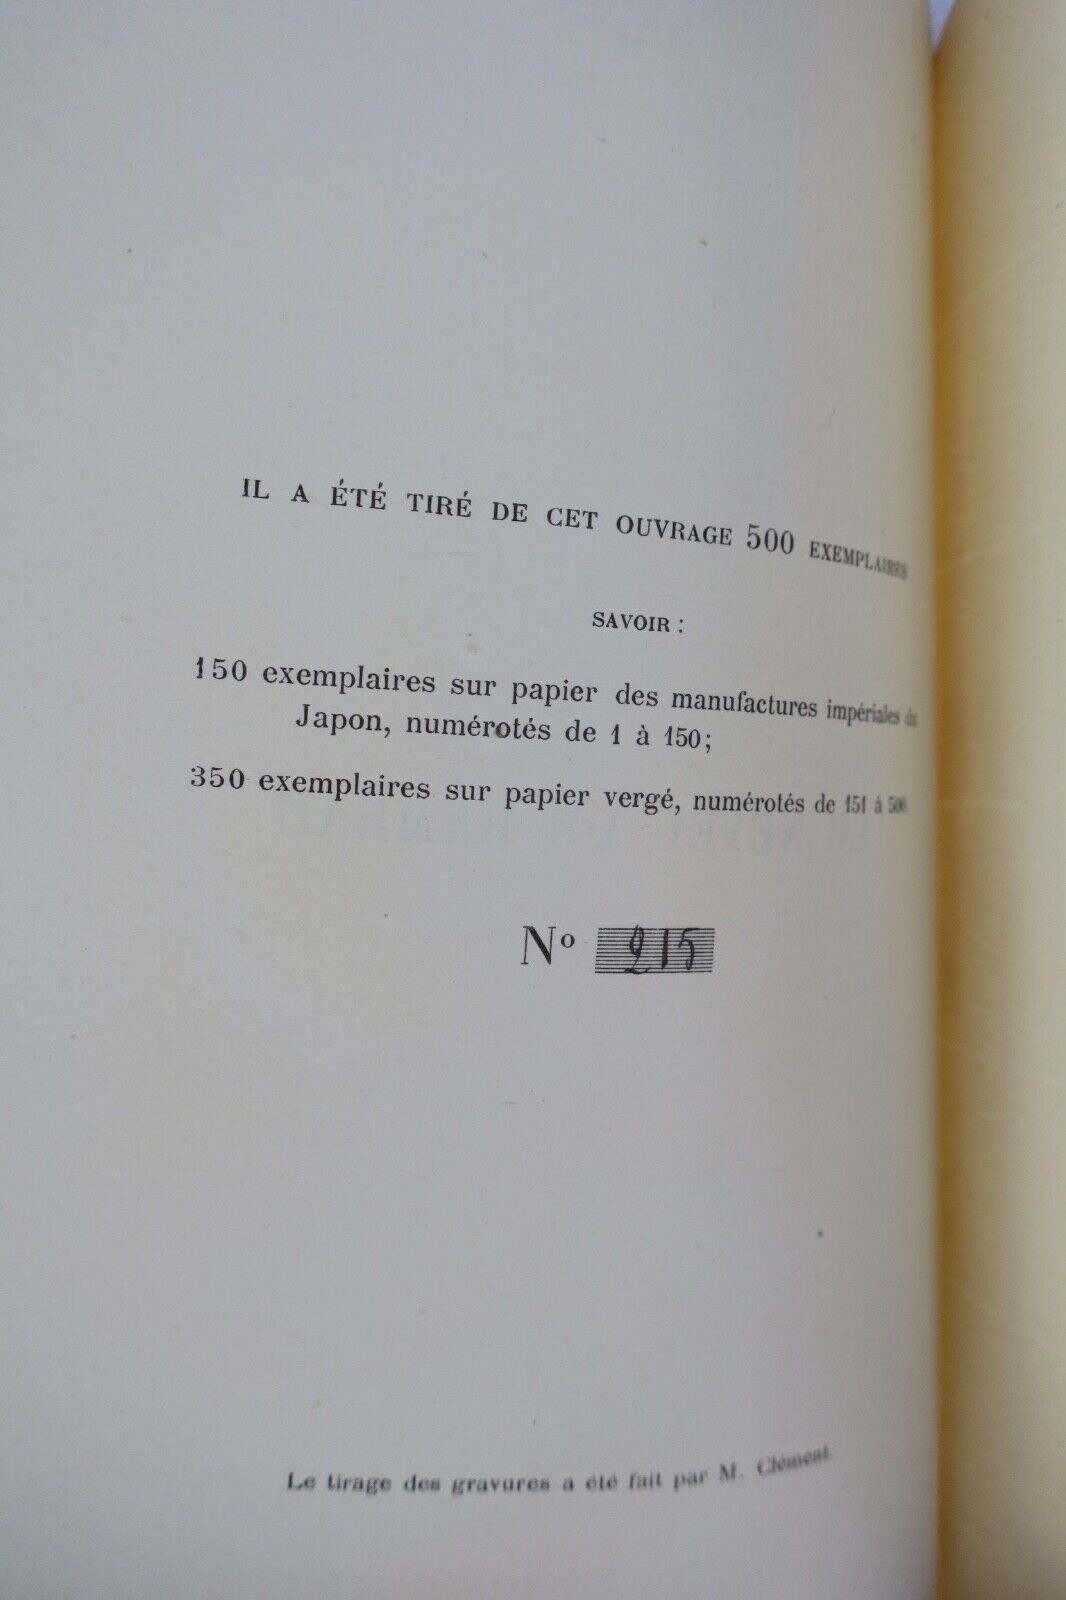 IL A ÉTÉ TIRÉ DE CET OUVRAGE 500 EXEMPLAIRES
SAVOIR :
150 exemplaires sur papier des manufactures impériales du
Japon, numérotés de 1 à 150;
350 exemplaires sur papier vergé, numérotés de 151 à 500.
Nº 215
Le tirage des gravures a été fait par M. Clément.